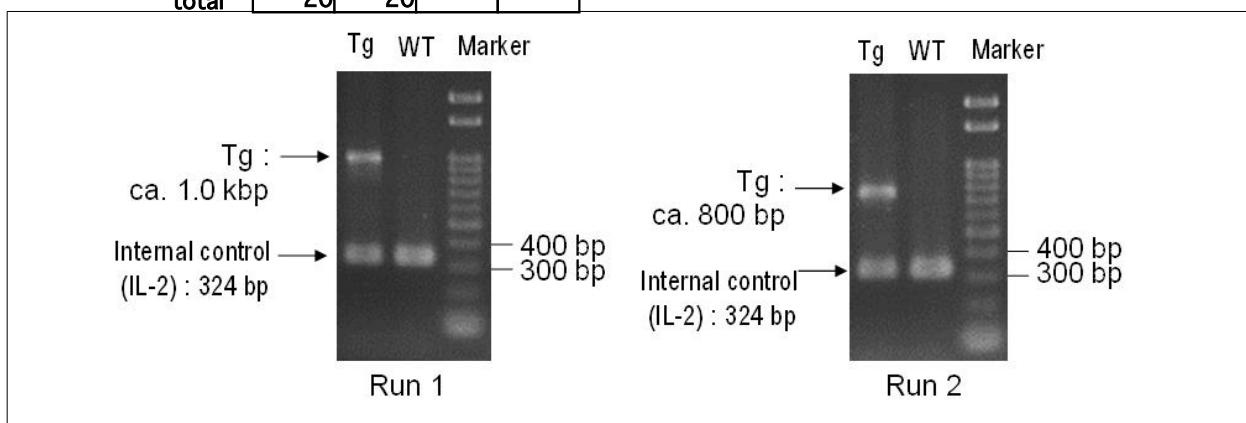 total 20 20
Tg WT Marker
Tg :
ca. 1.0 kbp
Internal control
(IL-2) : 324 bp
400 bp
300 bp
Run 1
Tg WT Marker
Tg :
ca. 800 bp
Internal control
(IL-2) : 324 bp
400 bp
300 bp
Run 2